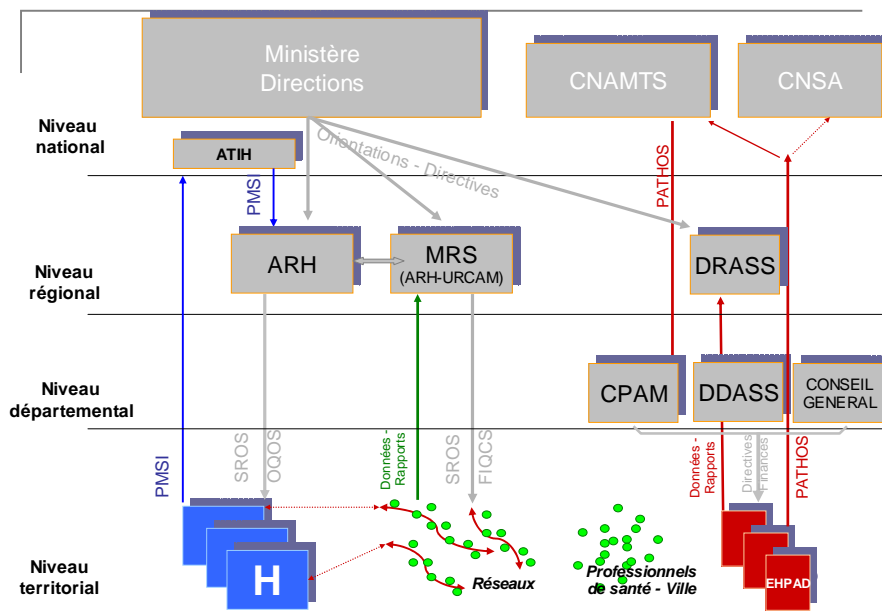 Ministère
Directions
CNAMTS
CNSA
Niveau
national
ATIH
Orientations - Directives
PMSI
PATHOS
Niveau
régional
ARH
MRS
(ARH-URCAM)
DRASS
Niveau
départemental
CPAM
DDASS
CONSEIL
GENERAL
PMSI
SROS
OQOS
Données -
Rapports
SROS
FIQCS
Données -
Rapports
Directives
Finances
PATHOS
Niveau
territorial
H
Réseaux
Professionnels
de santé - Ville
EHPAD